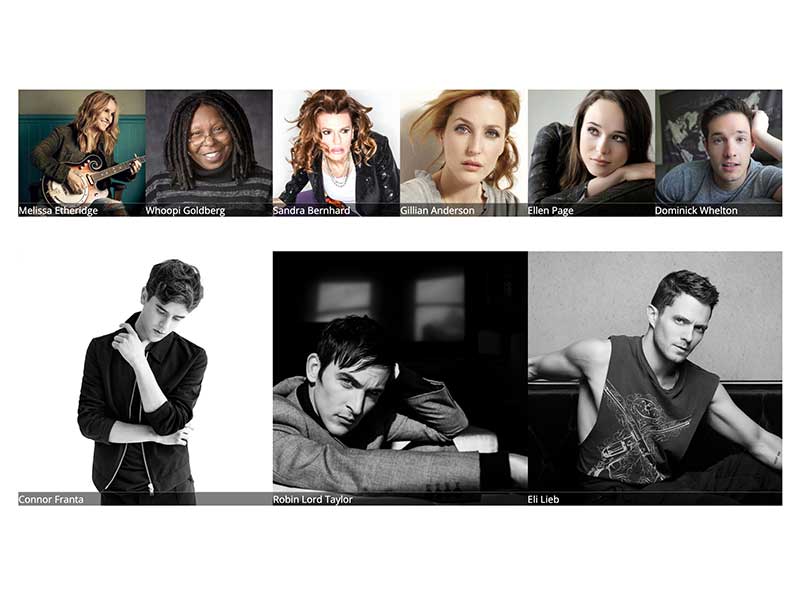 Melissa Etheridge
Whoopi Goldberg
Sandra Bernhard
Gillian Anderson
Ellen Page
Dominick Whelton
Connor Franta
Robin Lord Taylor
Eli Lieb